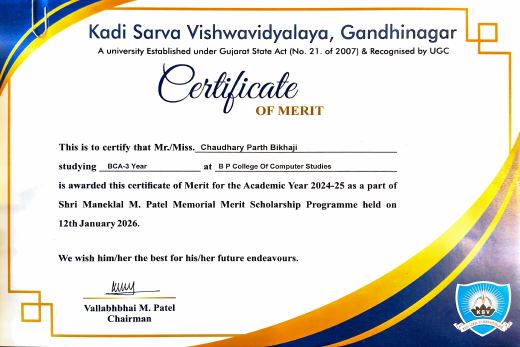 Kadi Sarva Vishwavidyalaya, Gandhinagar
A university Established under Gujarat State Act (No. 21. of 2007) & Recognised by UGC
Certificate
OF MERIT
This is to certify that Mr./Miss. Chaudhary Parth Bikhaji
studying BCA-3 Year at B P College Of Computer Studies
is awarded this certificate of Merit for the Academic Year 2024-25 as a part of
Shri Maneklal M. Patel Memorial Merit Scholarship Programme held on
12th January 2026.
We wish him/her the best for his/her future endeavours.
Vallabhbhai M. Patel
Chairman
KSV